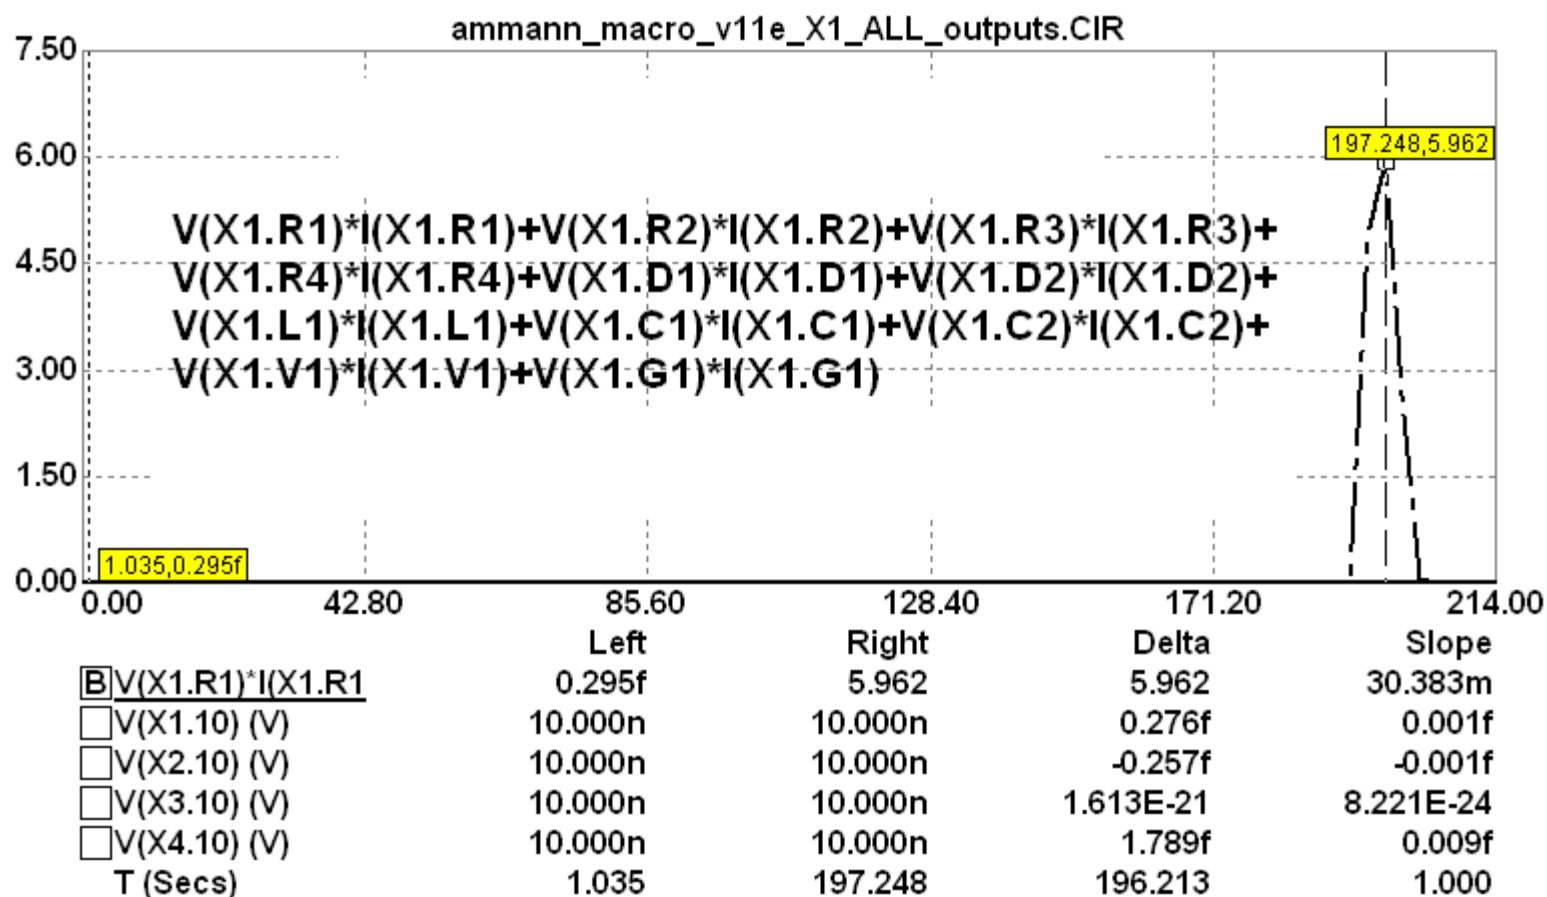 ammann_macro_v11e_X1_ALL_outputs.CIR
7.50
6.00
197.248,5.962
V(X1.R1)*I(X1.R1)+V(X1.R2)*I(X1.R2)+V(X1.R3)*I(X1.R3)+
4.50
V(X1.R4)*I(X1.R4)+V(X1.D1)*I(X1.D1)+V(X1.D2)*I(X1.D2)+
V(X1.L1)*I(X1.L1)+V(X1.C1)*I(X1.C1)+V(X1.C2)*I(X1.C2)+
3.00
V(X1.V1)*I(X1.V1)+V(X1.G1)*I(X1.G1)
1.50
1.035,0.295f
0.00
0.00 42.80 85.60 128.40 171.20 214.00
Left Right Delta Slope
B V(X1.R1)*I(X1.R1 0.295f 5.962 5.962 30.383m
V(X1.10) (V) 10.000n 10.000n 0.276f 0.001f
V(X2.10) (V) 10.000n 10.000n -0.257f -0.001f
V(X3.10) (V) 10.000n 10.000n 1.613E-21 8.221E-24
V(X4.10) (V) 10.000n 10.000n 1.789f 0.009f
T (Secs) 1.035 197.248 196.213 1.000